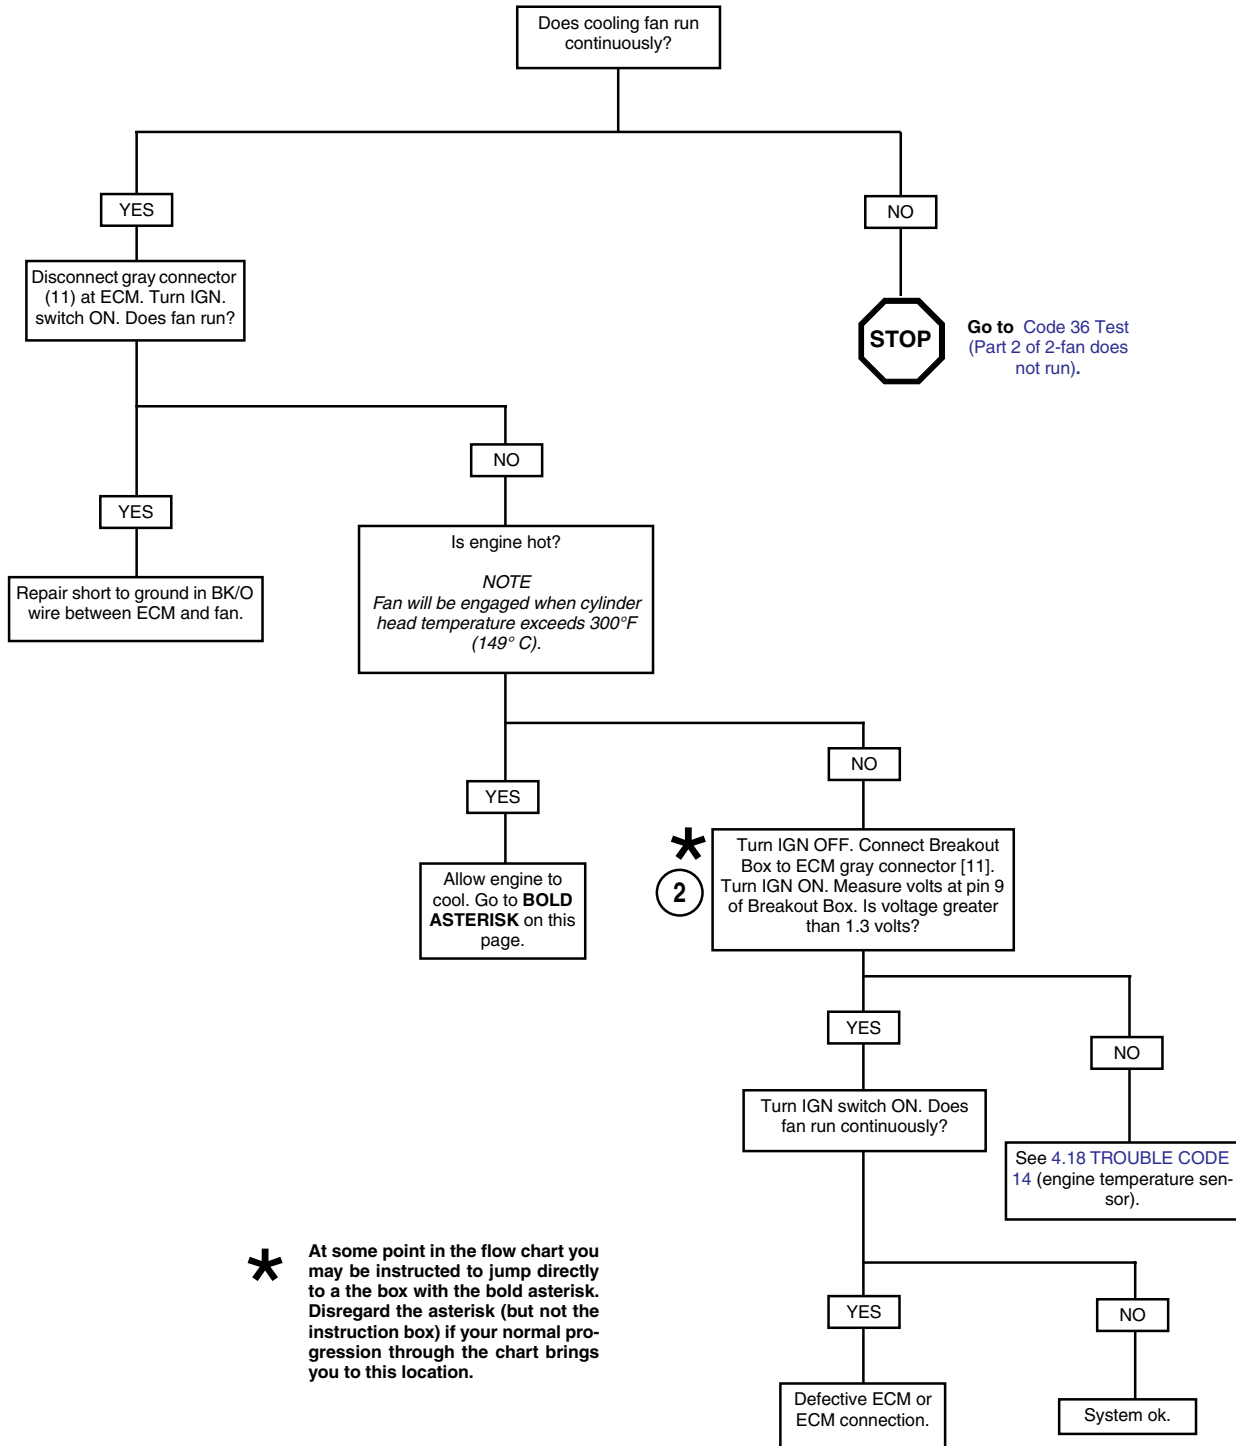 Does cooling fan run
continuously?
YES
NO
Disconnect gray connector
(11) at ECM. Turn IGN.
switch ON. Does fan run?
STOP
Go to Code 36 Test
(Part 2 of 2-fan does
not run).
NO
YES
Is engine hot?
NOTE
Fan will be engaged when cylinder
head temperature exceeds 300°F
(149° C).
Repair short to ground in BK/O
wire between ECM and fan.
NO
YES
*
2
Turn IGN OFF. Connect Breakout
Box to ECM gray connector [11].
Turn IGN ON. Measure volts at pin 9
of Breakout Box. Is voltage greater
than 1.3 volts?
Allow engine to
cool. Go to BOLD
ASTERISK on this
page.
YES
NO
Turn IGN switch ON. Does
fan run continuously?
See 4.18 TROUBLE CODE
14 (engine temperature sen-
sor).
*
At some point in the flow chart you
may be instructed to jump directly
to a the box with the bold asterisk.
Disregard the asterisk (but not the
instruction box) if your normal pro-
gression through the chart brings
you to this location.
YES
NO
Defective ECM or
ECM connection.
System ok.